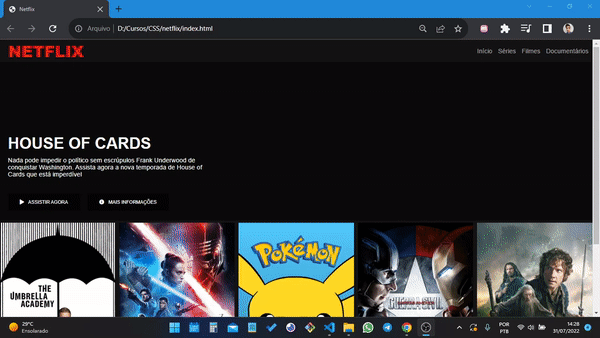 Netflix
Arquivo D:/Cursos/CSS/netflix/index.html
NETFLIX
Início Séries Filmes Documentários
HOUSE OF CARDS
Nada pode impedir o político sem escrúpulos Frank Underwood de
conquistar Washington. Assista agora a nova temporada de House of
Cards que está imperdível
ASSISTIR AGORA MAIS INFORMAÇÕES
THE
UMBRELLA
ACADEMY
POKÉMON
CIVIL WAR
29°C
Ensolarado
POR
PTB
14:28
31/07/2022